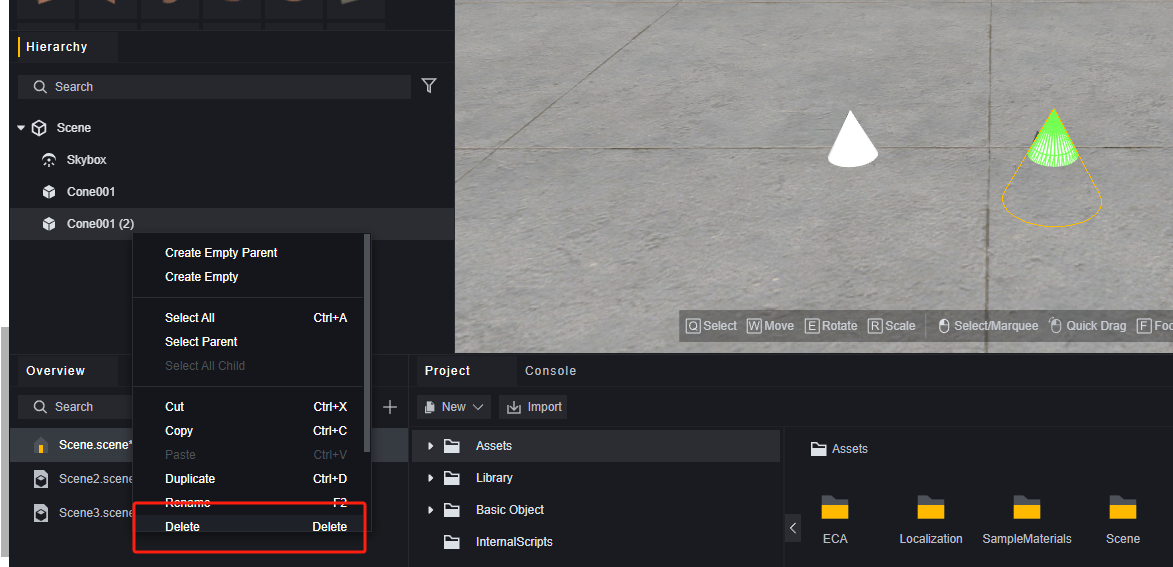 Hierarchy
Search
Scene
Skybox
Cone001
Cone001 (2)
Create Empty Parent
Create Empty
Select All Ctrl+A
Select Parent
Select All Child
Cut Ctrl+X
Copy Ctrl+C
Paste Ctrl+V
Duplicate Ctrl+D
Rename F2
Delete Delete
Q Select W Move E Rotate R Scale Select/Marquee Quick Drag F Foc
Overview
Search
Scene.scene*
Scene2.scene
Scene3.scene
Project Console
New Import
Assets
Library
Basic Object
InternalScripts
Assets
ECA Localization SampleMaterials Scene